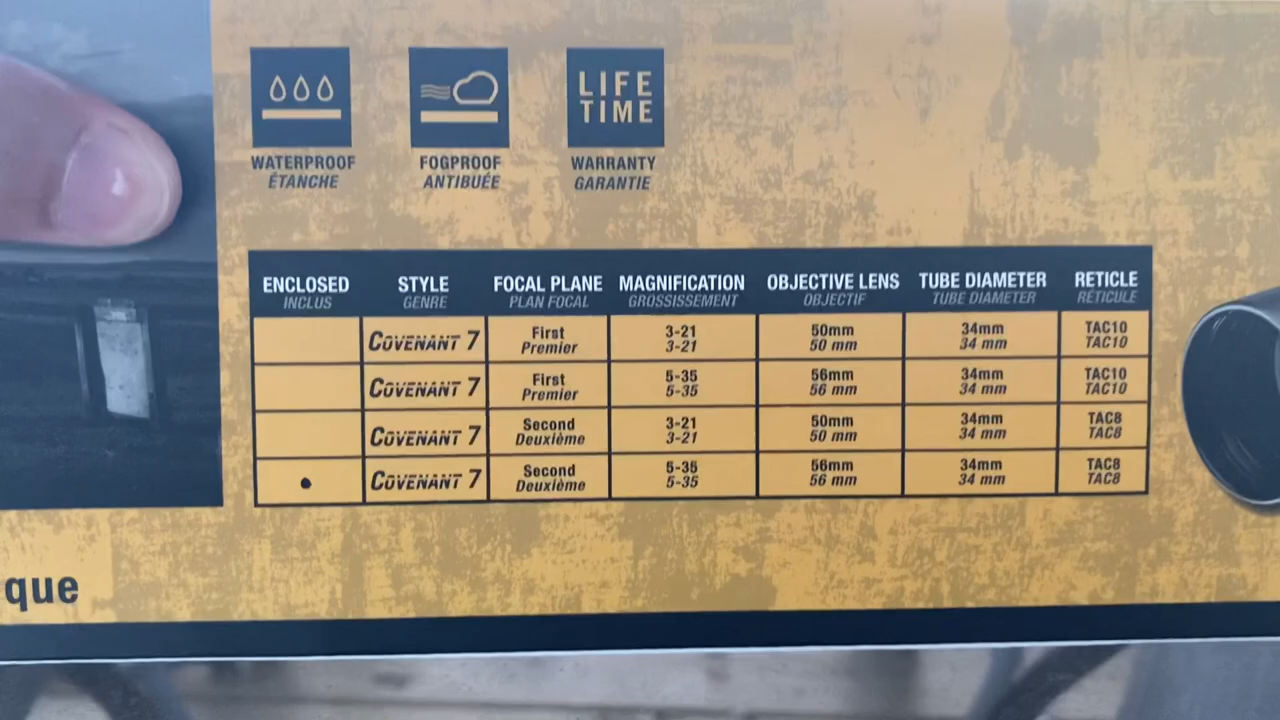 LIFE
TIME
WATERPROOF
ÉTANCHE
FOGPROOF
ANTIBUÉE
WARRANTY
GARANTIE
ENCLOSED STYLE FOCAL PLANE MAGNIFICATION OBJECTIVE LENS TUBE DIAMETER RETICLE
INCLUS GENRE PLAN FOCAL GROSSISSEMENT OBJECTIF TUBE DIAMETER RÉTICULE
COVENANT 7 First 3-21 50mm 34mm TAC10
Premier 3-21 50 mm 34 mm TAC10
COVENANT 7 First 5-35 56mm 34mm TAC10
Premier 5-35 56 mm 34 mm TAC10
COVENANT 7 Second 3-21 50mm 34mm TAC8
Deuxième 3-21 50 mm 34 mm TAC8
• COVENANT 7 Second 5-35 56mm 34mm TAC8
Deuxième 5-35 56 mm 34 mm TAC8
que